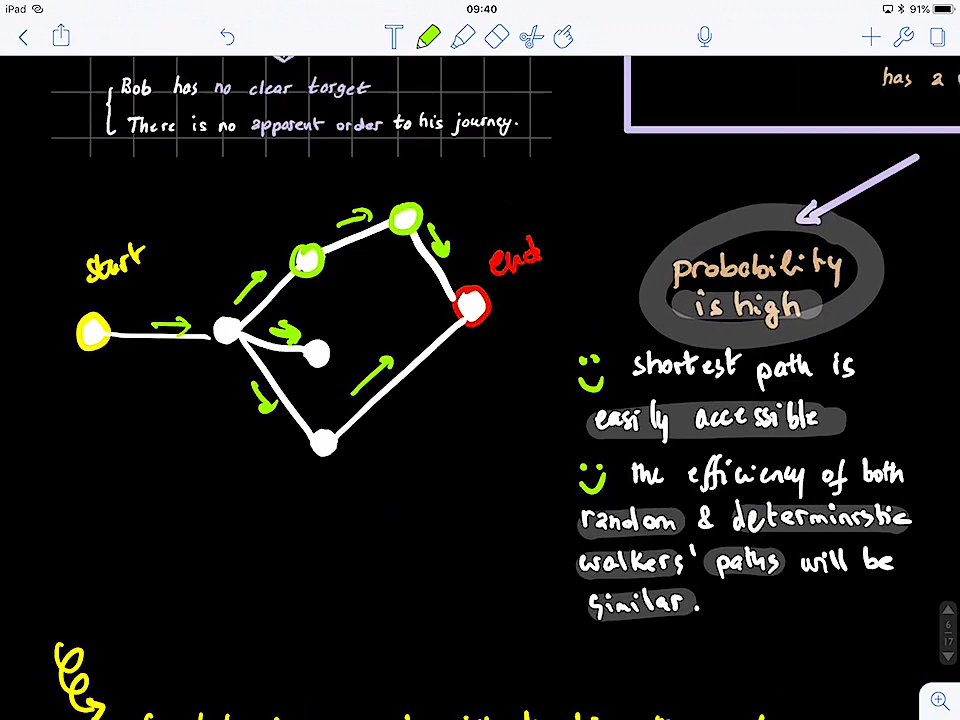 iPad
09:40
91%
has a
Bob has no clear target
There is no apparent order to his journey.
start
end
probability
is high
shortest path is
easily accessible
the efficiency of both
random & deterministic
walkers' paths will be
similar.
6
17